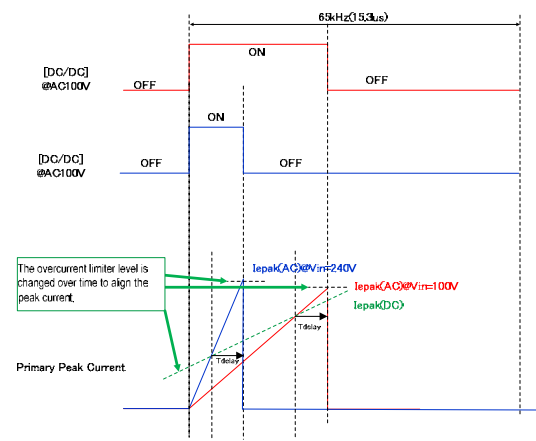 65kHz(15.3us)
ON
[DC/DC]
@AC100V
OFF
OFF
ON
[DC/DC]
@AC100V
OFF
OFF
The overcurrent limiter level is
changed over time to align the
peak current.
Iepak(AC)@Vin=240V
Iepak(AC)@Vin=100V
Iepak(DC)
Tdelay
Tdelay
Primary Peak Current.